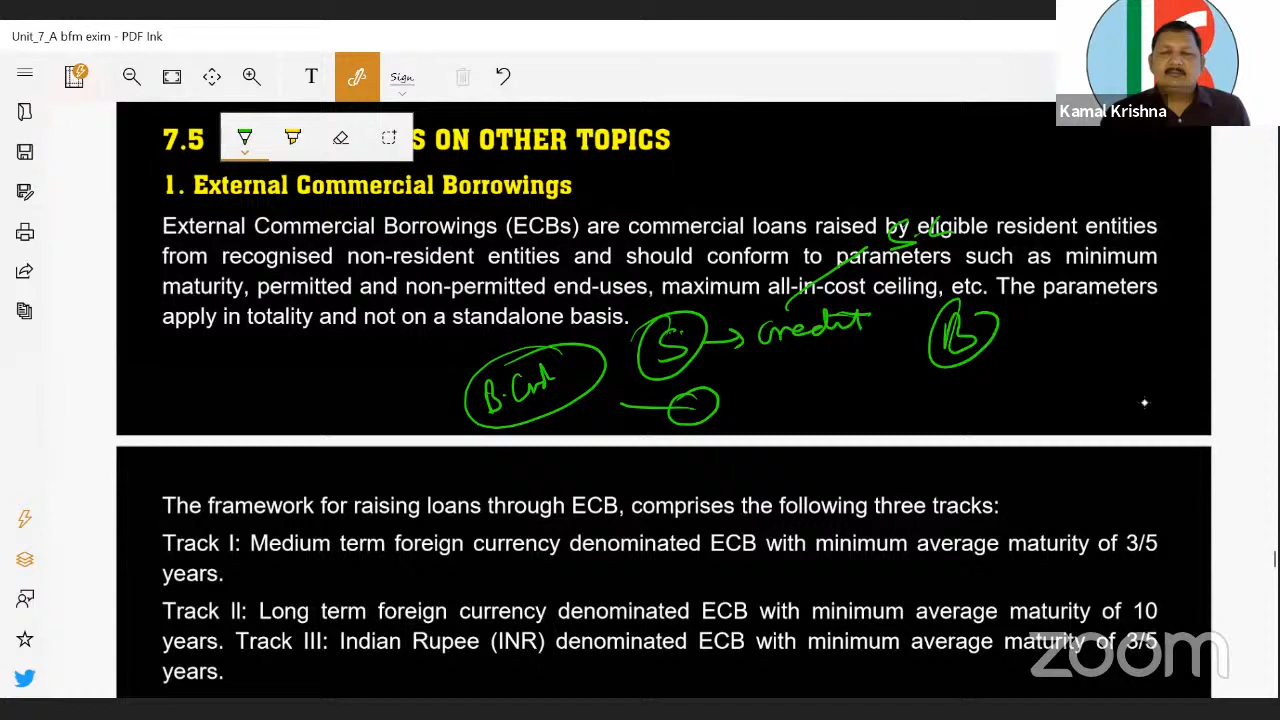 Unit_7_A bfm exim - PDF Ink
T
Sign
Kamal Krishna
7.5 S ON OTHER TOPICS
1. External Commercial Borrowings
External Commercial Borrowings (ECBs) are commercial loans raised by eligible resident entities
from recognised non-resident entities and should conform to parameters such as minimum
maturity, permitted and non-permitted end-uses, maximum all-in-cost ceiling, etc. The parameters
apply in totality and not on a standalone basis.
S.C
S credit
B
The framework for raising loans through ECB, comprises the following three tracks:
Track I: Medium term foreign currency denominated ECB with minimum average maturity of 3/5
years.
Track II: Long term foreign currency denominated ECB with minimum average maturity of 10
years. Track III: Indian Rupee (INR) denominated ECB with minimum average maturity of 3/5
years.
zoom